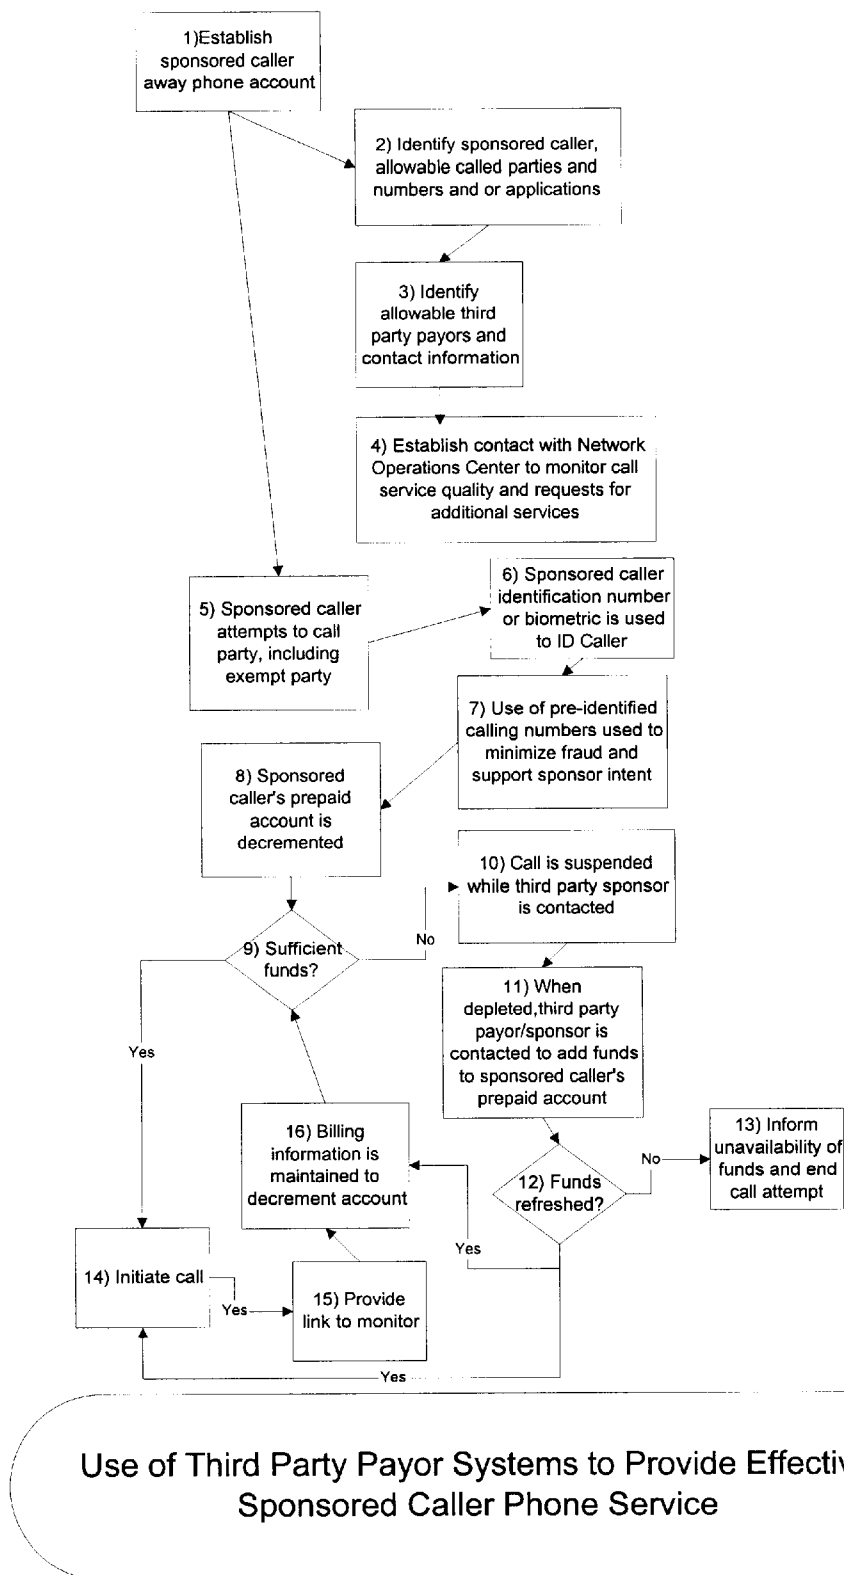 1)Establish
sponsored caller
away phone account
2) Identify sponsored caller,
allowable called parties and
numbers and or applications
3) Identify
allowable third
party payors and
contact information
4) Establish contact with Network
Operations Center to monitor call
service quality and requests for
additional services
5) Sponsored caller
attempts to call
party, including
exempt party
6) Sponsored caller
identification number
or biometric is used
to ID Caller
7) Use of pre-identified
calling numbers used to
minimize fraud and
support sponsor intent
8) Sponsored
caller's prepaid
account is
decremented
9) Sufficient
funds?
No
Yes
10) Call is suspended
while third party sponsor
is contacted
11) When
depleted,third party
payor/sponsor is
contacted to add funds
to sponsored caller's
prepaid account
12) Funds
refreshed?
No
13) Inform
unavailability of
funds and end
call attempt
Yes
16) Billing
information is
maintained to
decrement account
14) Initiate call
Yes
15) Provide
link to monitor
Yes
Use of Third Party Payor Systems to Provide Effectiv
Sponsored Caller Phone Service